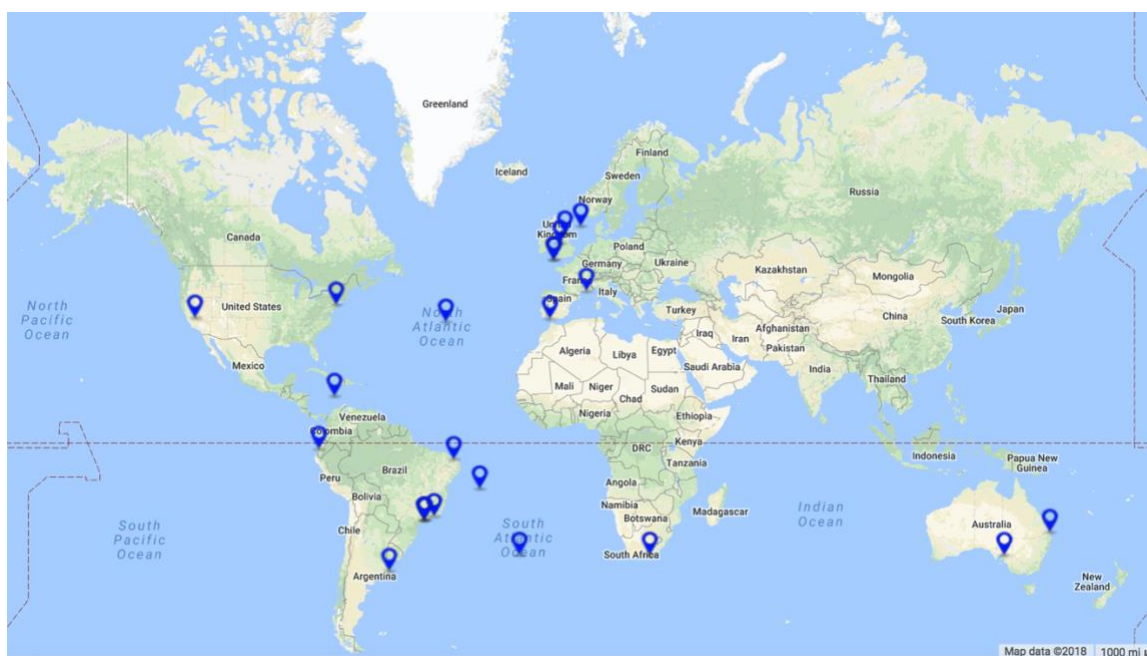 Greenland
Iceland
Finland
Sweden
Norway
Russia
Canada
Poland
Germany
Ukraine
Kazakhstan
Mongolia
North
Pacific
Ocean
United States
Atlantic
Ocean
Spain
Italy
Turkey
China
South Korea
Japan
Iraq
Iran
Afghanistan
Pakistan
Mexico
Algeria
Libya
Egypt
Saudi Arabia
India
Mali
Niger
Chad
Sudan
Thailand
Venezuela
Nigeria
Ethiopia
DRC
Kenya
Indonesia
Papua New
Guinea
Peru
Brazil
Tanzania
Bolivia
Angola
Namibia
Botswana
Madagascar
Indian
Ocean
South
Pacific
Ocean
Chile
South
Ocean
South Africa
Australia
Argentina
New
Zealand
Map data ©2018
1000 mi